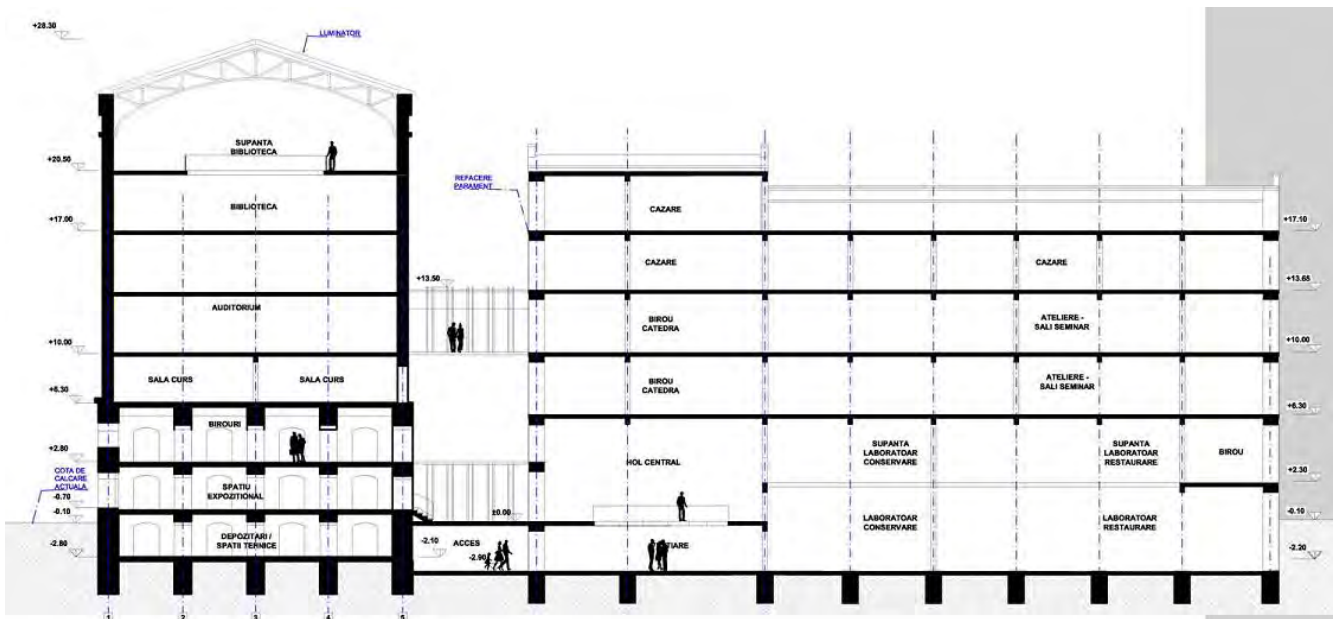 +28.30
LUMINATOR
SUPANTA
BIBLIOTECA
+20.50
REFACERE
PARAMENT
BIBLIOTECA
CAZARE
+17.00
+17.10
CAZARE
CAZARE
+13.50
+13.65
AUDITORIUM
BIROU
CATEDRA
ATELIERE -
SALI SEMINAR
+10.00
+10.00
SALA CURS
SALA CURS
BIROU
CATEDRA
ATELIERE -
SALI SEMINAR
+6.30
+6.30
BIROURI
+2.80
HOL CENTRAL
SUPANTA
LABORATOAR
CONSERVARE
SUPANTA
LABORATOAR
RESTAURARE
BIROU
COTA DE
CALCARE
ACTUALA
+2.30
SPATIU
EXPOZITIONAL
-0.70
-0.10
±0.00
LABORATOAR
CONSERVARE
LABORATOAR
RESTAURARE
-0.10
DEPOZITARI /
SPATII TEHNICE
-2.80
-2.10
ACCES
-2.90
-2.20
1
2
3
4
5